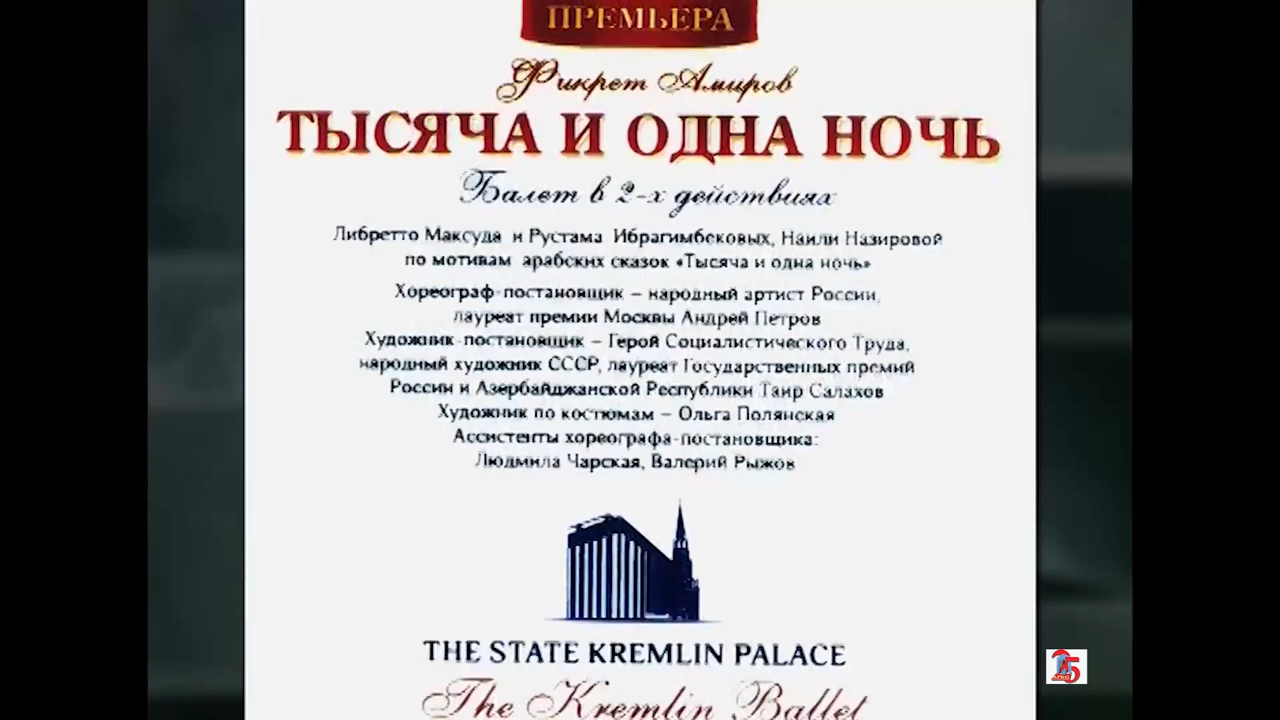 ПРЕМЬЕРА
Фикрет Амиров
ТЫСЯЧА И ОДНА НОЧЬ
Балет в 2-х действиях
Либретто Максуда и Рустама Ибрагимбековых, Наили Назировой
по мотивам арабских сказок «Тысяча и одна ночь»
Хореограф-постановщик – народный артист России,
лауреат премии Москвы Андрей Петров
Художник-постановщик – Герой Социалистического Труда,
народный художник СССР, лауреат Государственных премий
России и Азербайджанской Республики Таир Салахов
Художник по костюмам – Ольга Полянская
Ассистенты хореографа-постановщика:
Людмила Чарская, Валерий Рыжов
THE STATE KREMLIN PALACE
The Kremlin Ballet
25